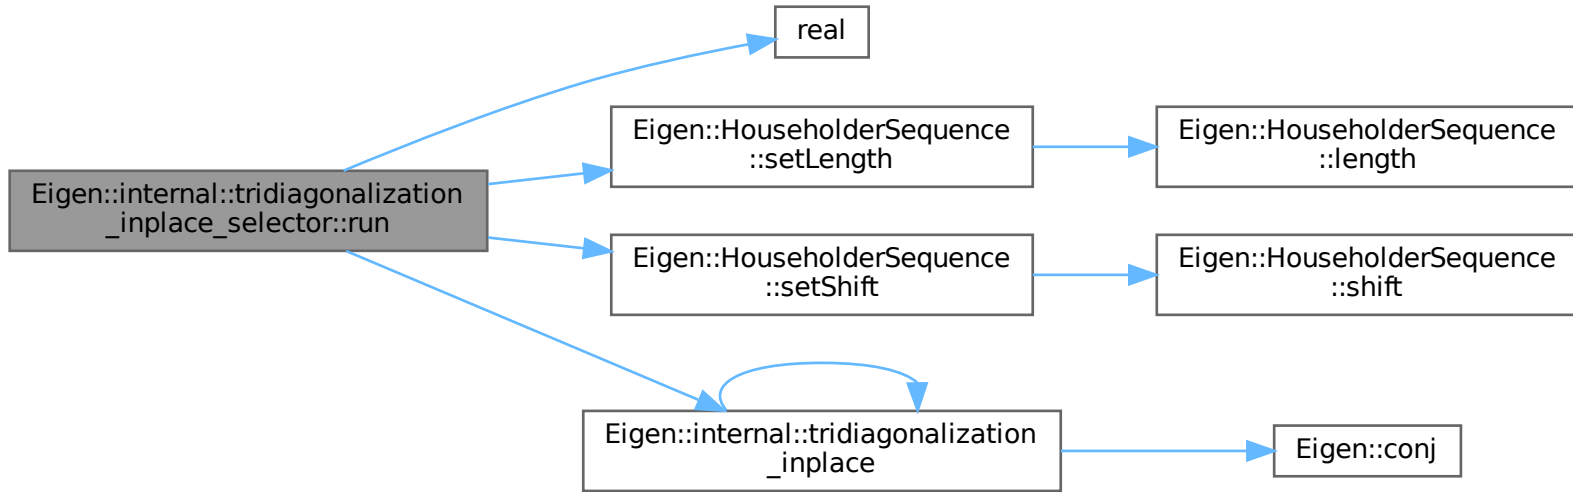 real
Eigen::HouseholderSequence
::setLength
Eigen::HouseholderSequence
::length
Eigen::internal::tridiagonalization
_inplace_selector::run
Eigen::HouseholderSequence
::setShift
Eigen::HouseholderSequence
::shift
Eigen::internal::tridiagonalization
_inplace
Eigen::conj